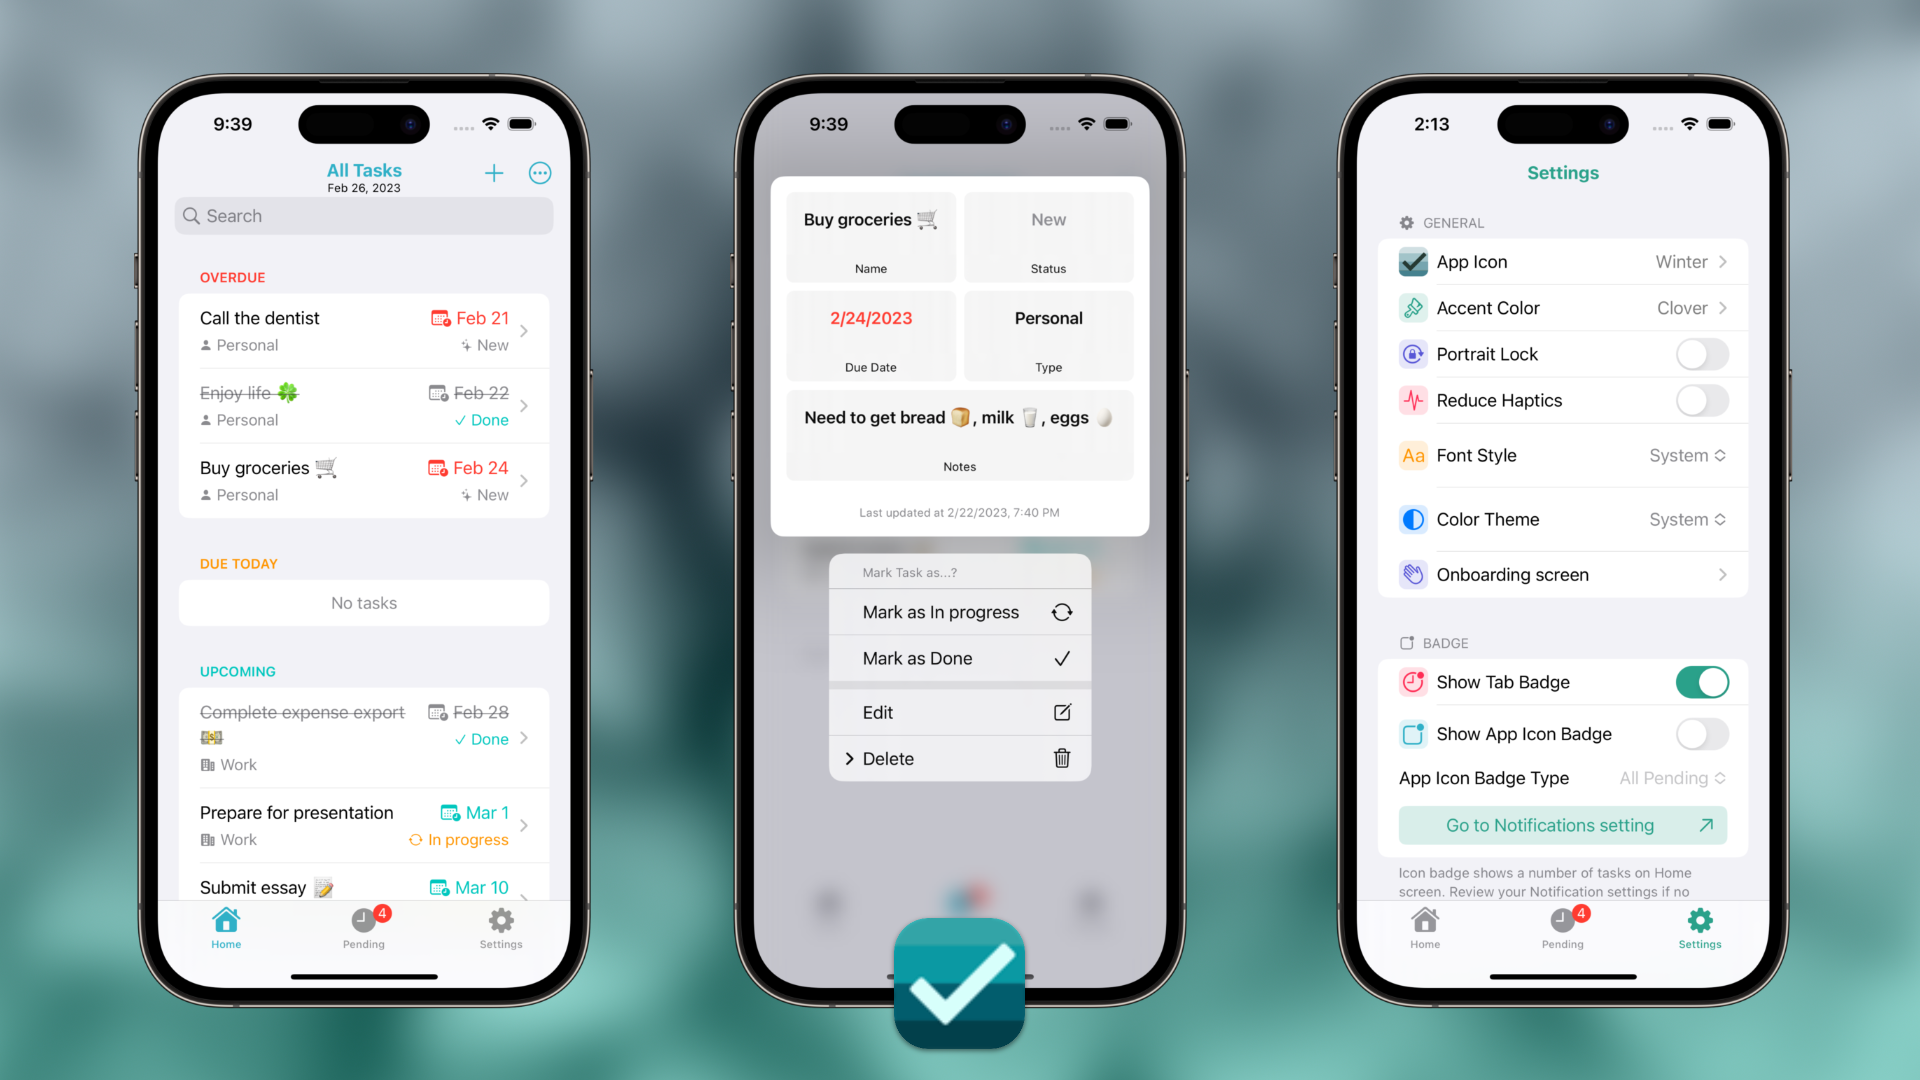 9:39
All Tasks
Feb 26, 2023
Search
OVERDUE
Call the dentist
Feb 21
Personal
New
Enjoy life 🍀
Feb 22
Personal
Done
Buy groceries 🛒
Feb 24
Personal
New
DUE TODAY
No tasks
UPCOMING
Complete expense export
💵
Feb 28
Done
Work
Prepare for presentation
Mar 1
Work
In progress
Submit essay 📝
Mar 10
4
Home
Pending
Settings
9:39
Buy groceries 🛒
Name
New
Status
2/24/2023
Due Date
Personal
Type
Need to get bread 🍞, milk 🥛, eggs 🥚
Notes
Last updated at 2/22/2023, 7:40 PM
Mark Task as...?
Mark as In progress
Mark as Done
Edit
Delete
2:13
Settings
GENERAL
App Icon
Winter
Accent Color
Clover
Portrait Lock
Reduce Haptics
Aa
Font Style
System
Color Theme
System
Onboarding screen
BADGE
Show Tab Badge
Show App Icon Badge
App Icon Badge Type
All Pending
Go to Notifications setting
Icon badge shows a number of tasks on Home
screen. Review your Notification settings if no
4
Home
Pending
Settings